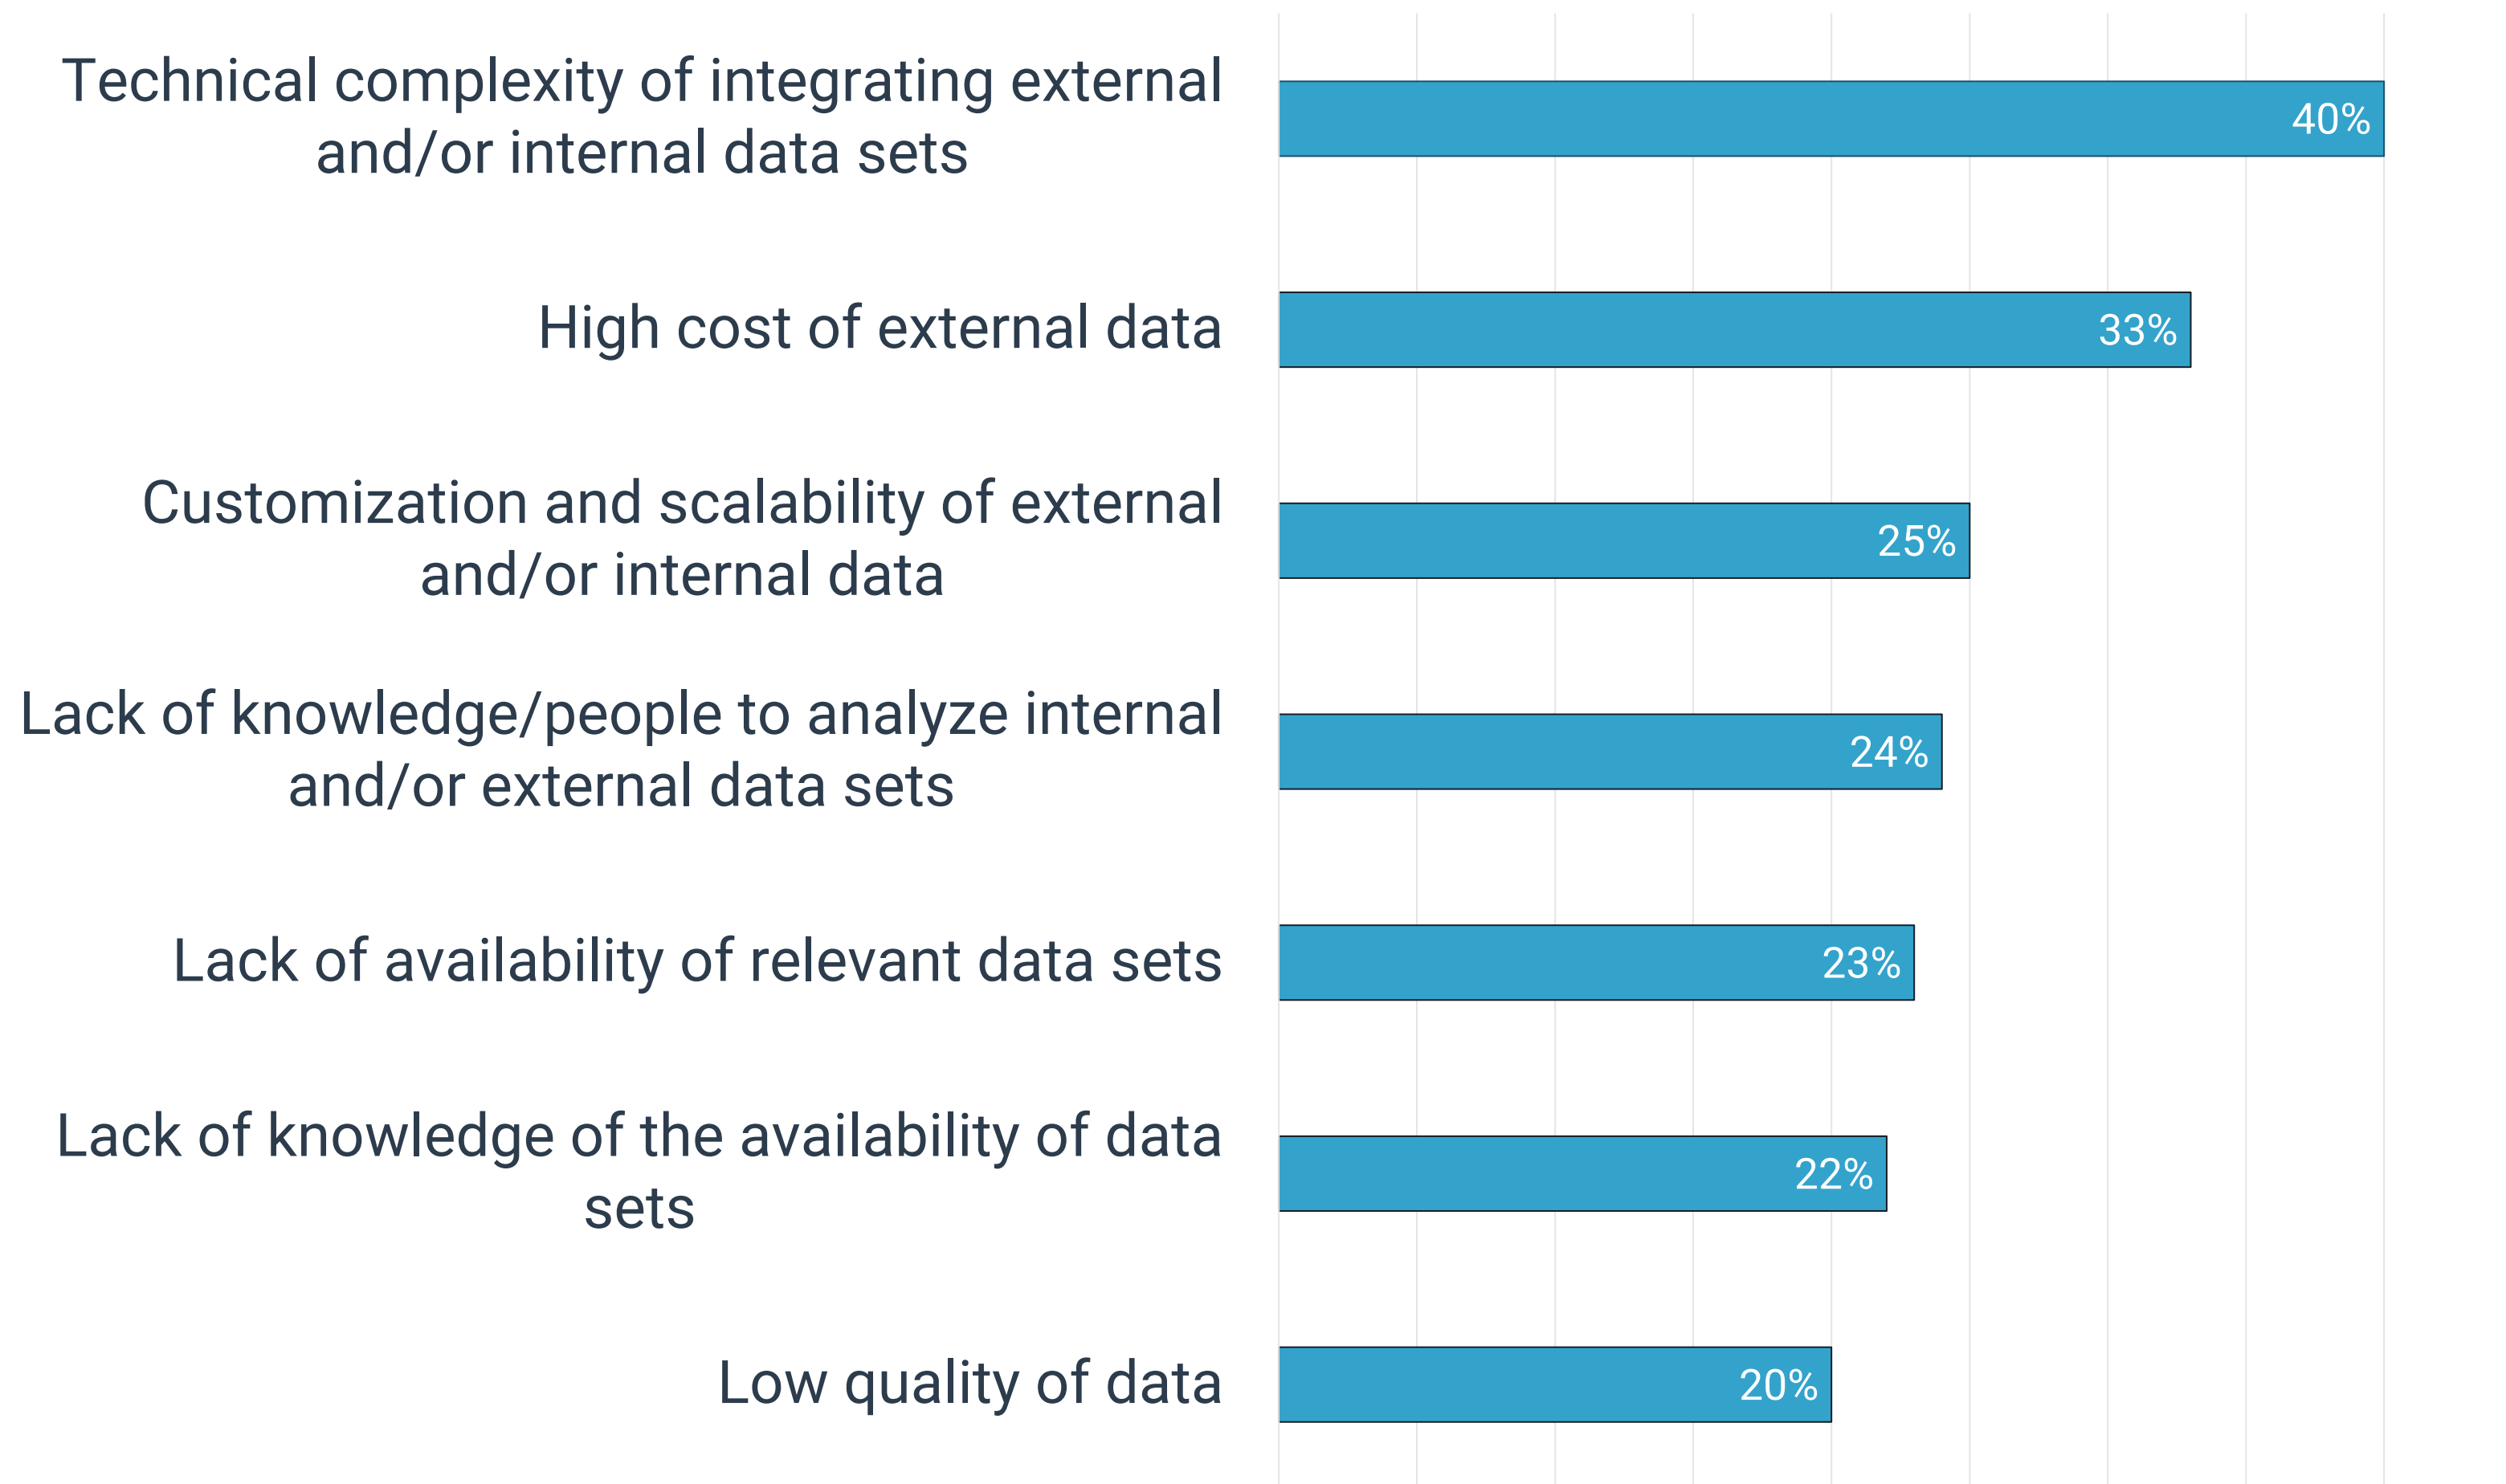 Technical complexity of integrating external
and/or internal data sets
40%
High cost of external data
33%
Customization and scalability of external
and/or internal data
25%
Lack of knowledge/people to analyze internal
and/or external data sets
24%
Lack of availability of relevant data sets
23%
Lack of knowledge of the availability of data
sets
22%
Low quality of data
20%